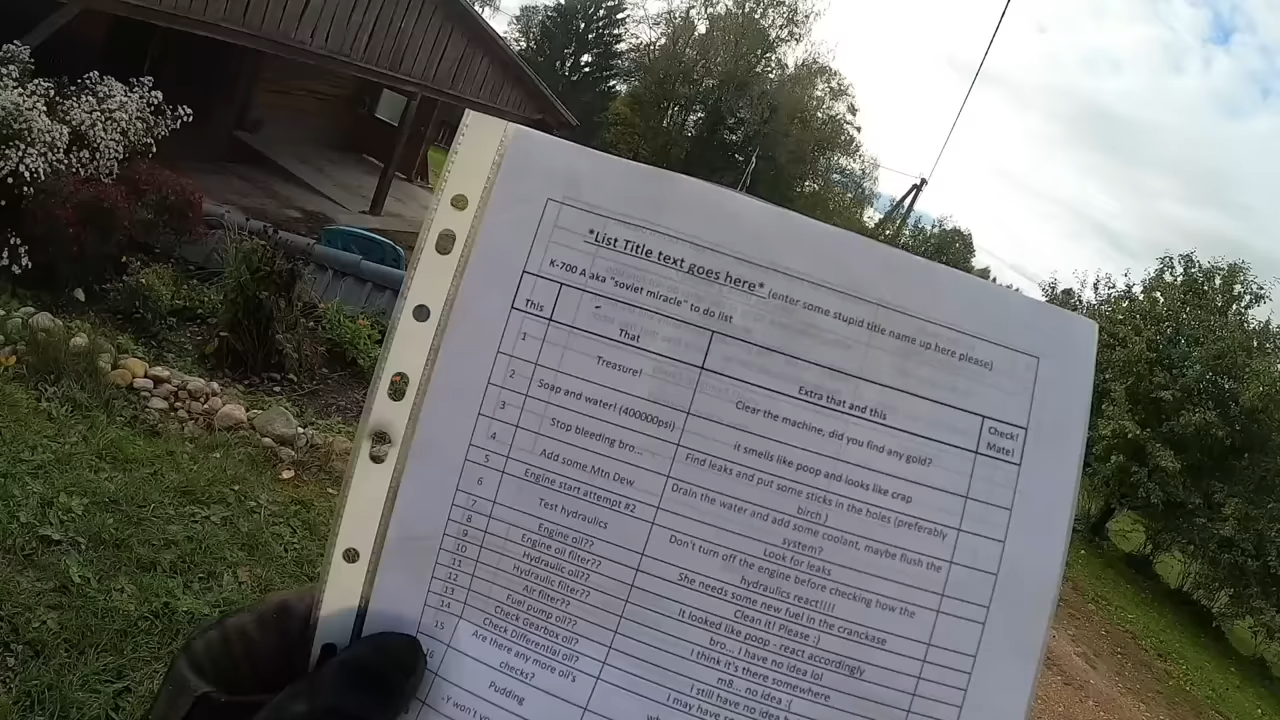 *List Title text goes here* (enter some stupid title name up here please)
K-700 A aka "soviet miracle" to do list
This That Extra that and this Check! Mate!
1 Treasure! Clear the machine, did you find any gold?
2 Soap and water! (400000psi) it smells like poop and looks like crap
3 Stop bleeding bro... Find leaks and put some sticks in the holes (preferably
birch )
4 Add some Mtn Dew Drain the water and add some coolant, maybe flush the
system?
5 Engine start attempt #2 Look for leaks
6 Test hydraulics Don't turn off the engine before checking how the
hydraulics react!!!!
7 Engine oil?? She needs some new fuel in the cranckase
8 Engine oil filter?? Clean it! Please :)
9 Hydraulic oil?? It looked like poop - react accordingly
10 Hydraulic filter?? bro... I have no idea lol
11 Air filter?? I think it's there somewhere
12 Fuel pump oil?? m8... no idea :(
13 Check Gearbox oil? I still have no
14 Check Differential oil? I may have
15 Are there any more oil's
checks?
16 Pudding
-Y won't